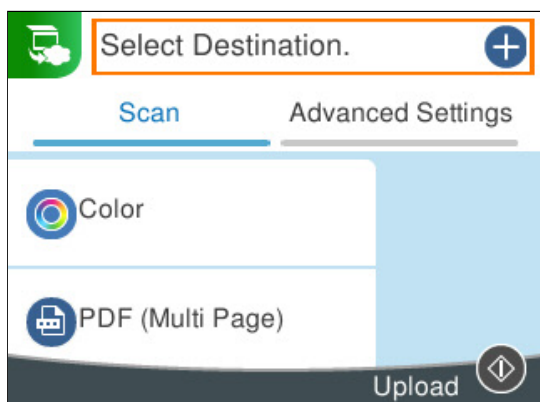 Select Destination.
Scan Advanced Settings
Color
PDF (Multi Page)
Upload